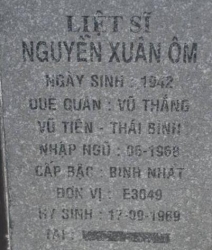 LIỆT SĨ
NGUYỄN XUÂN ÔM
NGÀY SINH : 1942
QUÊ QUÁN : VŨ THẮNG
VŨ TIÊN - THÁI BÌNH
NHẬP NGŨ : 06-1968
CẤP BẬC : BINH NHẤT
ĐƠN VỊ : E3049
HY SINH : 17-09-1969
TẠI :